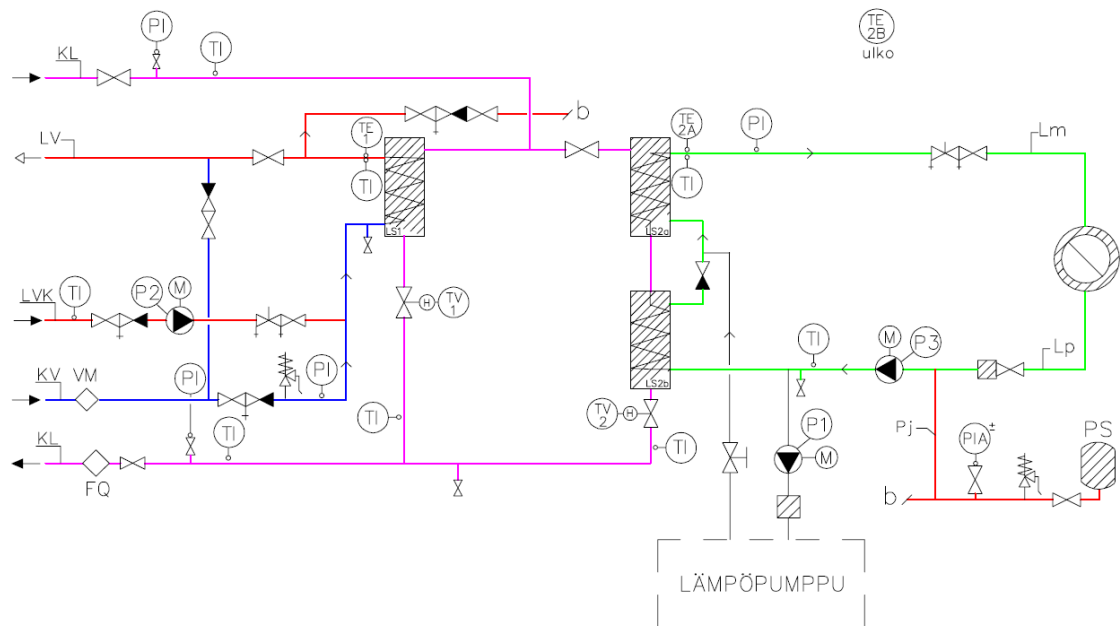 PI
KL
TI
TE
2B
ulko
b
LV
TE
1
TI
TE
2A
PI
TI
Lm
LS1
LS2a
LVK
TI
P2
M
H
TV
1
M
P3
TI
Lp
KV
VM
PI
PI
LS2b
KL
TI
TI
TV
2
H
TI
P1
M
Pj
PIA±
PS
FQ
b
LÄMPÖPUMPPU